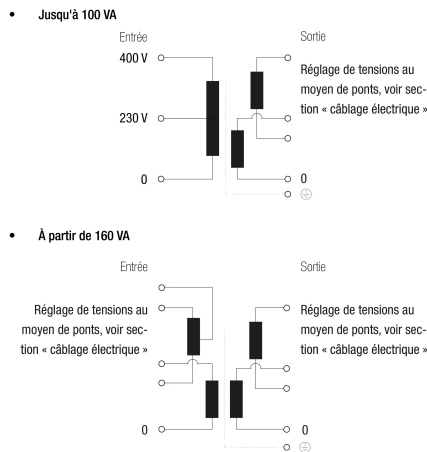 • Jusqu'à 100 VA
Entrée
Sortie
400 V
Réglage de tensions au
moyen de ponts, voir sec-
tion « câblage électrique »
230 V
0
0
• À partir de 160 VA
Entrée
Sortie
Réglage de tensions au
moyen de ponts, voir sec-
tion « câblage électrique »
Réglage de tensions au
moyen de ponts, voir sec-
tion « câblage électrique »
0
0